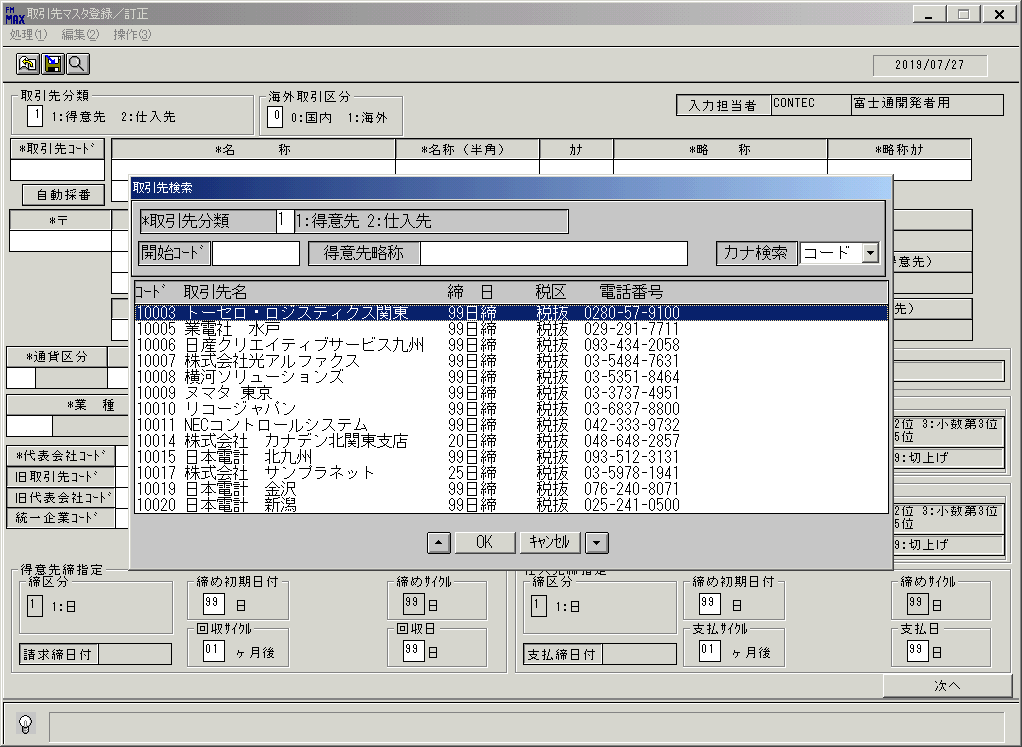 FM MAX 取引先マスタ登録／訂正
処理(1) 編集(2) 操作(3)
2019/07/27
取引先分類
1 1:得意先 2:仕入先
海外取引区分
0 0:国内 1:海外
入力担当者 CONTEC 富士通開発者用
*取引先ｺｰﾄﾞ *名 称 *名称（半角） ｶﾅ *略 称 *略称ｶﾅ
自動採番
*〒
取引先検索
*取引先分類 1 1:得意先 2:仕入先
開始ｺｰﾄﾞ 得意先略称 カナ検索 コード
意先）
先）
ｺｰﾄﾞ 取引先名 締 日 税区 電話番号
10003 トーセロ・ロジスティクス関東 99日締 税抜 0280-57-9100
10005 業電社 水戸 99日締 税抜 029-291-7711
10006 日産クリエイティブサービス九州 99日締 税抜 093-434-2058
10007 株式会社光アルファクス 99日締 税抜 03-5484-7631
10008 横河ソリューションズ 99日締 税抜 03-5351-8464
10009 ヌマタ 東京 99日締 税抜 03-3737-4951
10010 リコージャパン 99日締 税抜 03-6837-8800
10011 NECコントロールシステム 99日締 税抜 042-333-9732
10014 株式会社 カナデン北関東支店 20日締 税抜 048-648-2857
10015 日本電計 北九州 99日締 税抜 093-512-3131
10017 株式会社 サンプラネット 25日締 税抜 03-5978-1941
10019 日本電計 金沢 99日締 税抜 076-240-8071
10020 日本電計 新潟 99日締 税抜 025-241-0500
OK ｷｬﾝｾﾙ
*通貨区分
*業 種
*代表会社ｺｰﾄﾞ
旧取引先ｺｰﾄﾞ
旧代表会社ｺｰﾄﾞ
統一企業ｺｰﾄﾞ
2位 3:小数第3位
5位
9:切上げ
2位 3:小数第3位
5位
9:切上げ
得意先締指定
締区分
1 1:日
締め初期日付
99 日
締めｻｲｸﾙ
99 日
回収ｻｲｸﾙ
01 ヶ月後
回収日
99 日
請求締日付
締区分
1 1:日
締め初期日付
99 日
締めｻｲｸﾙ
99 日
支払ｻｲｸﾙ
01 ヶ月後
支払日
99 日
支払締日付
次へ